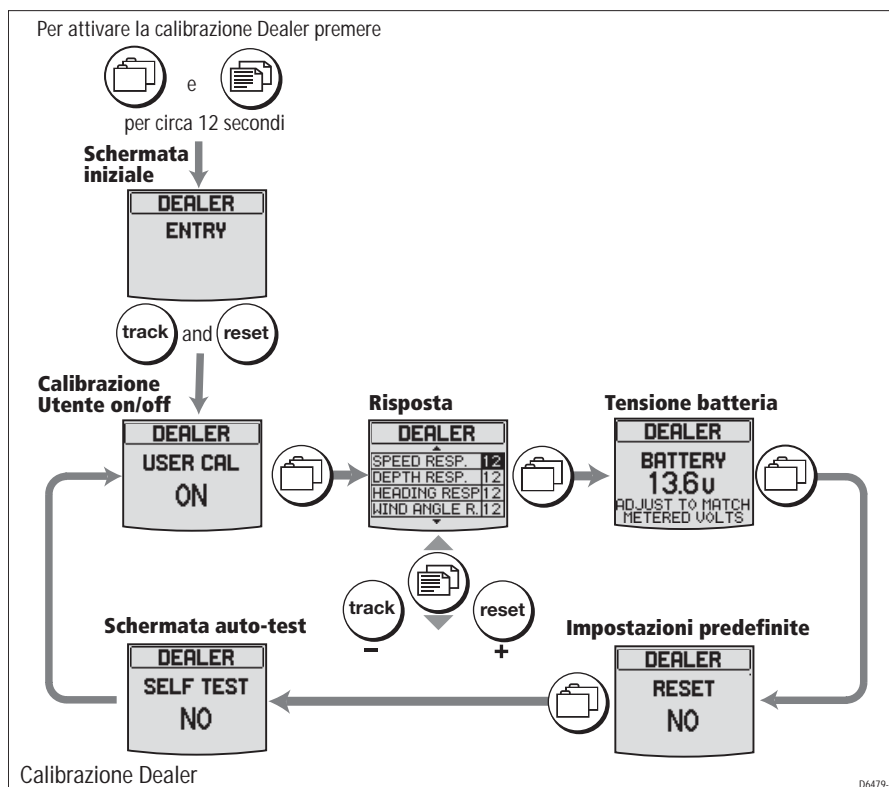 Per attivare la calibrazione Dealer premere
e
per circa 12 secondi
Schermata
iniziale
DEALER
ENTRY
track and reset
Calibrazione
Utente on/off
DEALER
USER CAL
ON
Risposta
DEALER
SPEED RESP. 12
DEPTH RESP. 12
HEADING RESP 12
WIND ANGLE R. 12
track
–
reset
+
Tensione batteria
DEALER
BATTERY
13.6v
ADJUST TO MATCH
METERED VOLTS
Impostazioni predefinite
DEALER
RESET
NO
Schermata auto-test
DEALER
SELF TEST
NO
Calibrazione Dealer
D6479-